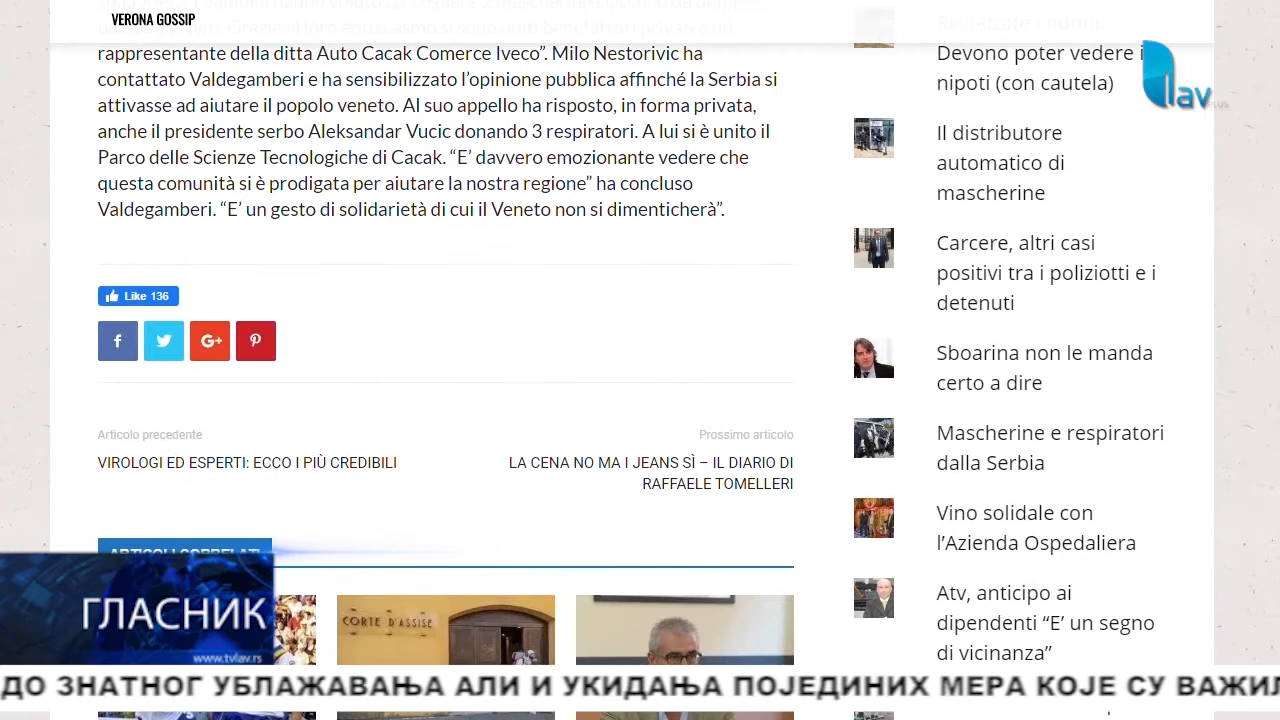 VERONA GOSSIP
rappresentante della ditta Auto Cacak Comerce Iveco”. Milo Nestorivic ha
contattato Valdegamberi e ha sensibilizzato l’opinione pubblica affinché la Serbia si
attivasse ad aiutare il popolo veneto. Al suo appello ha risposto, in forma privata,
anche il presidente serbo Aleksandar Vucic donando 3 respiratori. A lui si è unito il
Parco delle Scienze Tecnologiche di Cacak. “E’ davvero emozionante vedere che
questa comunità si è prodigata per aiutare la nostra regione” ha concluso
Valdegamberi. “E’ un gesto di solidarietà di cui il Veneto non si dimenticherà”.
Like 136
Articolo precedente
VIROLOGI ED ESPERTI: ECCO I PIÙ CREDIBILI
Prossimo articolo
LA CENA NO MA I JEANS SÌ – IL DIARIO DI
RAFFAELE TOMELLERI
ARTICOLI CORRELATI
CORTE D'ASSISE
Devono poter vedere i
nipoti (con cautela)
Il distributore
automatico di
mascherine
Carcere, altri casi
positivi tra i poliziotti e i
detenuti
Sboarina non le manda
certo a dire
Mascherine e respiratori
dalla Serbia
Vino solidale con
l’Azienda Ospedaliera
Atv, anticipo ai
dipendenti “E’ un segno
di vicinanza”
lav
PLUS
ГЛАСНИК
www.tvlav.rs
ДО ЗНАТНОГ УБЛАЖАВАЊА АЛИ И УКИДАЊА ПОЈЕДИНИХ МЕРА КОЈЕ СУ ВАЖИЛ